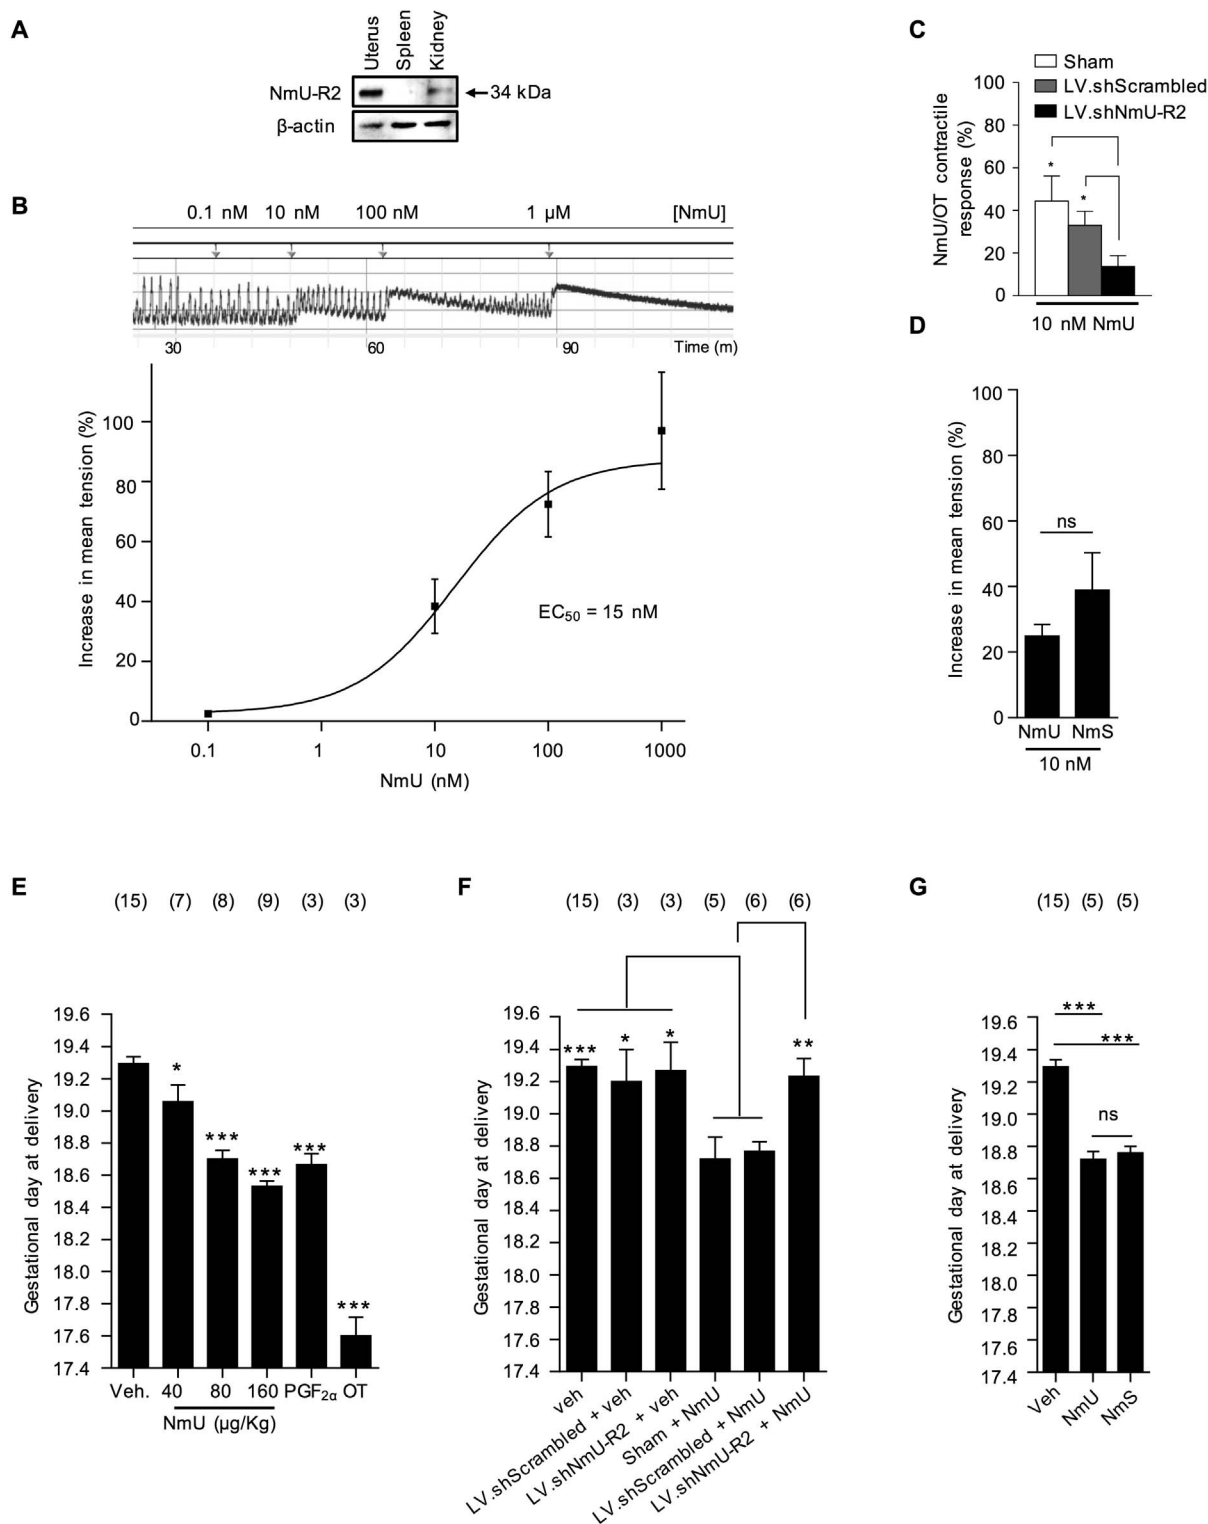 A
Uterus
Spleen
Kidney
NmU-R2
34 kDa
β-actin
B
0.1 nM 10 nM 100 nM 1 µM [NmU]
30 60 90 Time (m)
Increase in mean tension (%)
100
80
60
40
20
0
EC50 = 15 nM
0.1 1 10 100 1000
NmU (nM)
C
Sham
LV.shScrambled
LV.shNmU-R2
NmU/OT contractile
response (%)
100
80
60
40
20
0
*
*
10 nM NmU
D
Increase in mean tension (%)
100
80
60
40
20
0
ns
NmU NmS
10 nM
E
(15) (7) (8) (9) (3) (3)
Gestational day at delivery
19.6
19.4
19.2
19.0
18.8
18.6
18.4
18.2
18.0
17.8
17.6
17.4
*
***
***
***
***
Veh. 40 80 160 PGF2α OT
NmU (µg/Kg)
F
(15) (3) (3) (5) (6) (6)
Gestational day at delivery
19.6
19.4
19.2
19.0
18.8
18.6
18.4
18.2
18.0
17.8
17.6
17.4
***
*
*
**
veh
LV.shScrambled + veh
LV.shNmU-R2 + veh
Sham + NmU
LV.shScrambled + NmU
LV.shNmU-R2 + NmU
G
(15) (5) (5)
Gestational day at delivery
19.6
19.4
19.2
19.0
18.8
18.6
18.4
18.2
18.0
17.8
17.6
17.4
***
***
ns
Veh
NmU
NmS